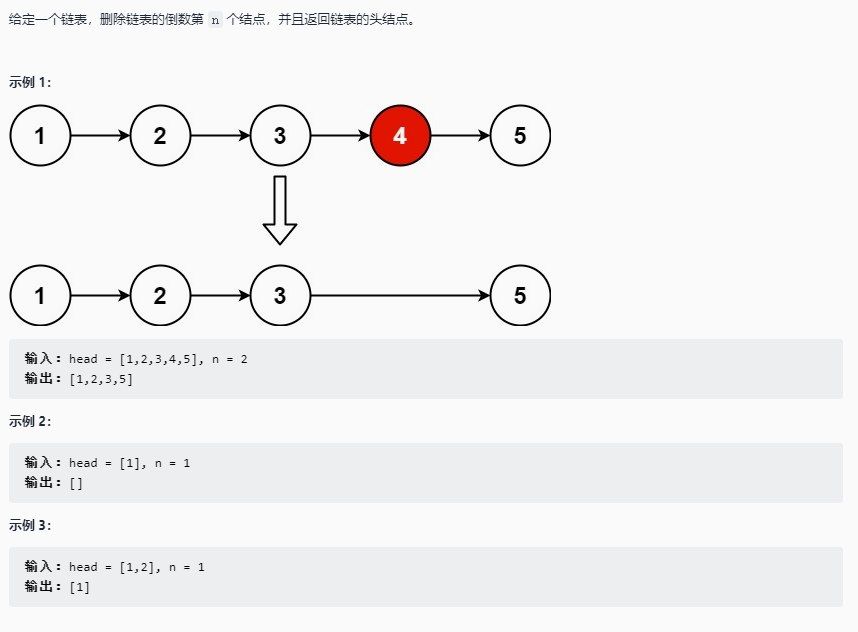 给定一个链表，删除链表的倒数第 n 个结点，并且返回链表的头结点。
示例 1：
1 2 3 4 5
1 2 3 5
输入：head = [1,2,3,4,5], n = 2
输出：[1,2,3,5]
示例 2：
输入：head = [1], n = 1
输出：[]
示例 3：
输入：head = [1,2], n = 1
输出：[1]